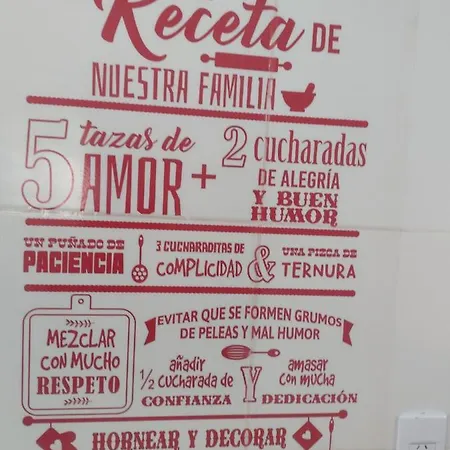 Receta DE
NUESTRA FAMILIA
5 tazas de AMOR + 2 cucharadas DE ALEGRÍA Y BUEN HUMOR
UN PUÑADO DE PACIENCIA
3 CUCHARADITAS DE COMPLICIDAD
& UNA PIZCA DE TERNURA
MEZCLAR
CON MUCHO
RESPETO
EVITAR QUE SE FORMEN GRUMOS
DE PELEAS Y MAL HUMOR
añadir
1/2 cucharada de
CONFIANZA
Y
amasar
con mucha
DEDICACIÓN
HORNEAR Y DECORAR